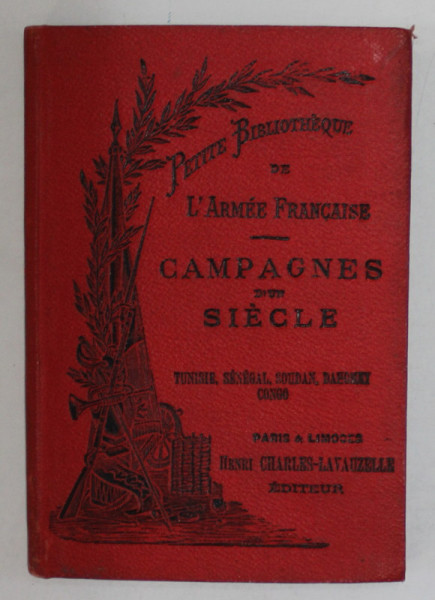 PETITE BIBLIOTHÈQUE
DE
L'ARMÉE FRANÇAISE
CAMPAGNES
D'UN
SIÈCLE
TUNISIE, SÉNÉGAL, SOUDAN, DAHOMEY
CONGO
PARIS & LIMOGES
HENRI CHARLES-LAVAUZELLE
ÉDITEUR